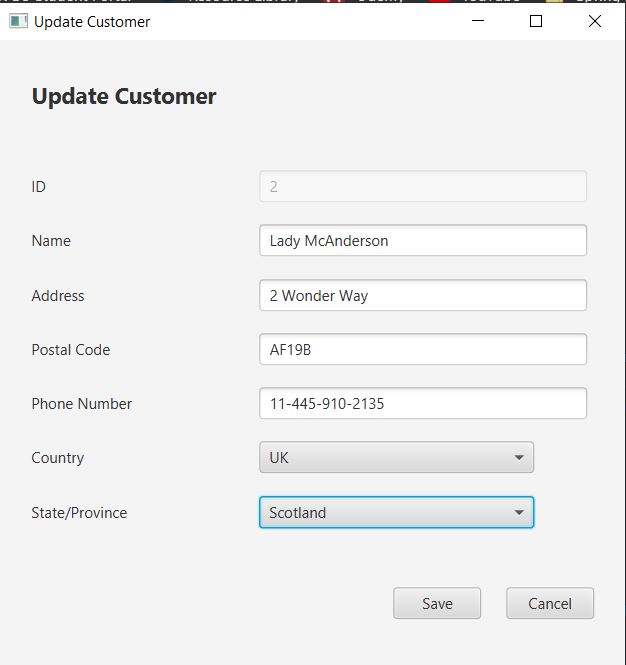 Update Customer
Update Customer
ID 2
Name Lady McAnderson
Address 2 Wonder Way
Postal Code AF19B
Phone Number 11-445-910-2135
Country UK
State/Province Scotland
Save Cancel